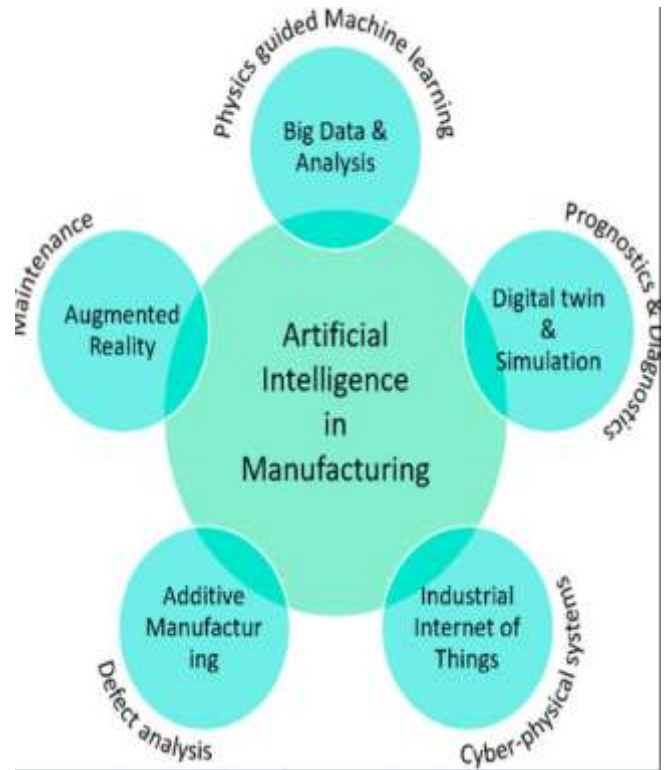 Physics guided Machine learning
Big Data &
Analysis
Maintenance
Augmented
Reality
Prognostics & Diagnostics
Digital twin
&
Simulation
Artificial
Intelligence
in
Manufacturing
Additive
Manufactur
ing
Defect analysis
Industrial
Internet of
Things
Cyber-physical systems